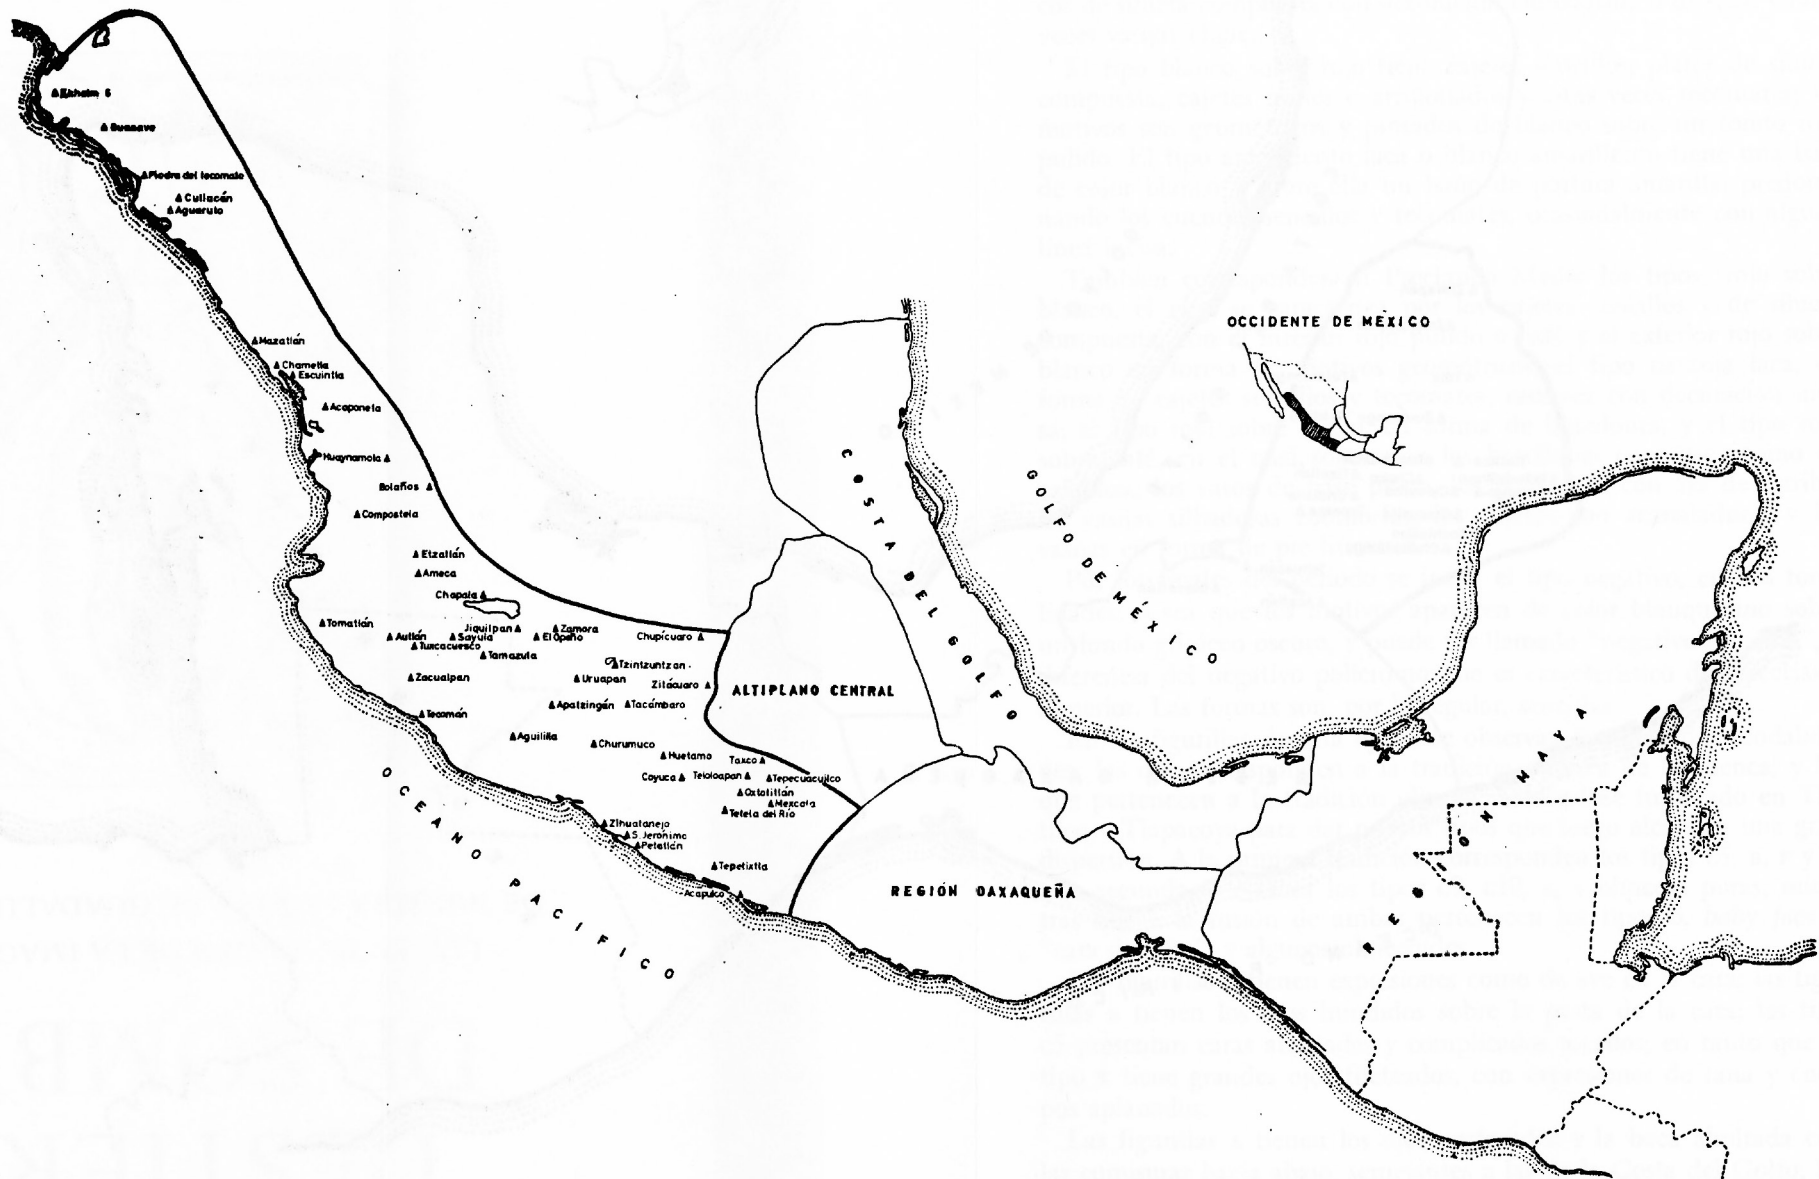 Guasave
Piedra del tecomate
Culiacán
Aguaruto
OCCIDENTE DE MÉXICO
Mazatlán
Chametla
Escuintla
Acaponeta
Huaynamota
Bolaños
Compostela
Etzatlán
Ameca
Chapala
Tomatlán
Jiquilpan
Zamora
Autlán
Sayula
El Opeño
Chupícuaro
Tuxcacuesco
Tamazula
Tzintzuntzan
Zacualpan
Uruapan
Zitácuaro
Apatzingán
Tacámbaro
Tecomán
Aguililla
Churumuco
Huetamo
Taxco
Coyuca
Teloloapan
Tepecuacuilco
Oxtotitlán
Mexcala
Tetela del Río
Zihuatanejo
S. Jerónimo
Petatlán
Tepetixtla
Acapulco
COSTA DEL GOLFO
GOLFO DE MÉXICO
ALTIPLANO CENTRAL
REGIÓN OAXAQUEÑA
REGIÓN MAYA
OCEANO PACIFICO